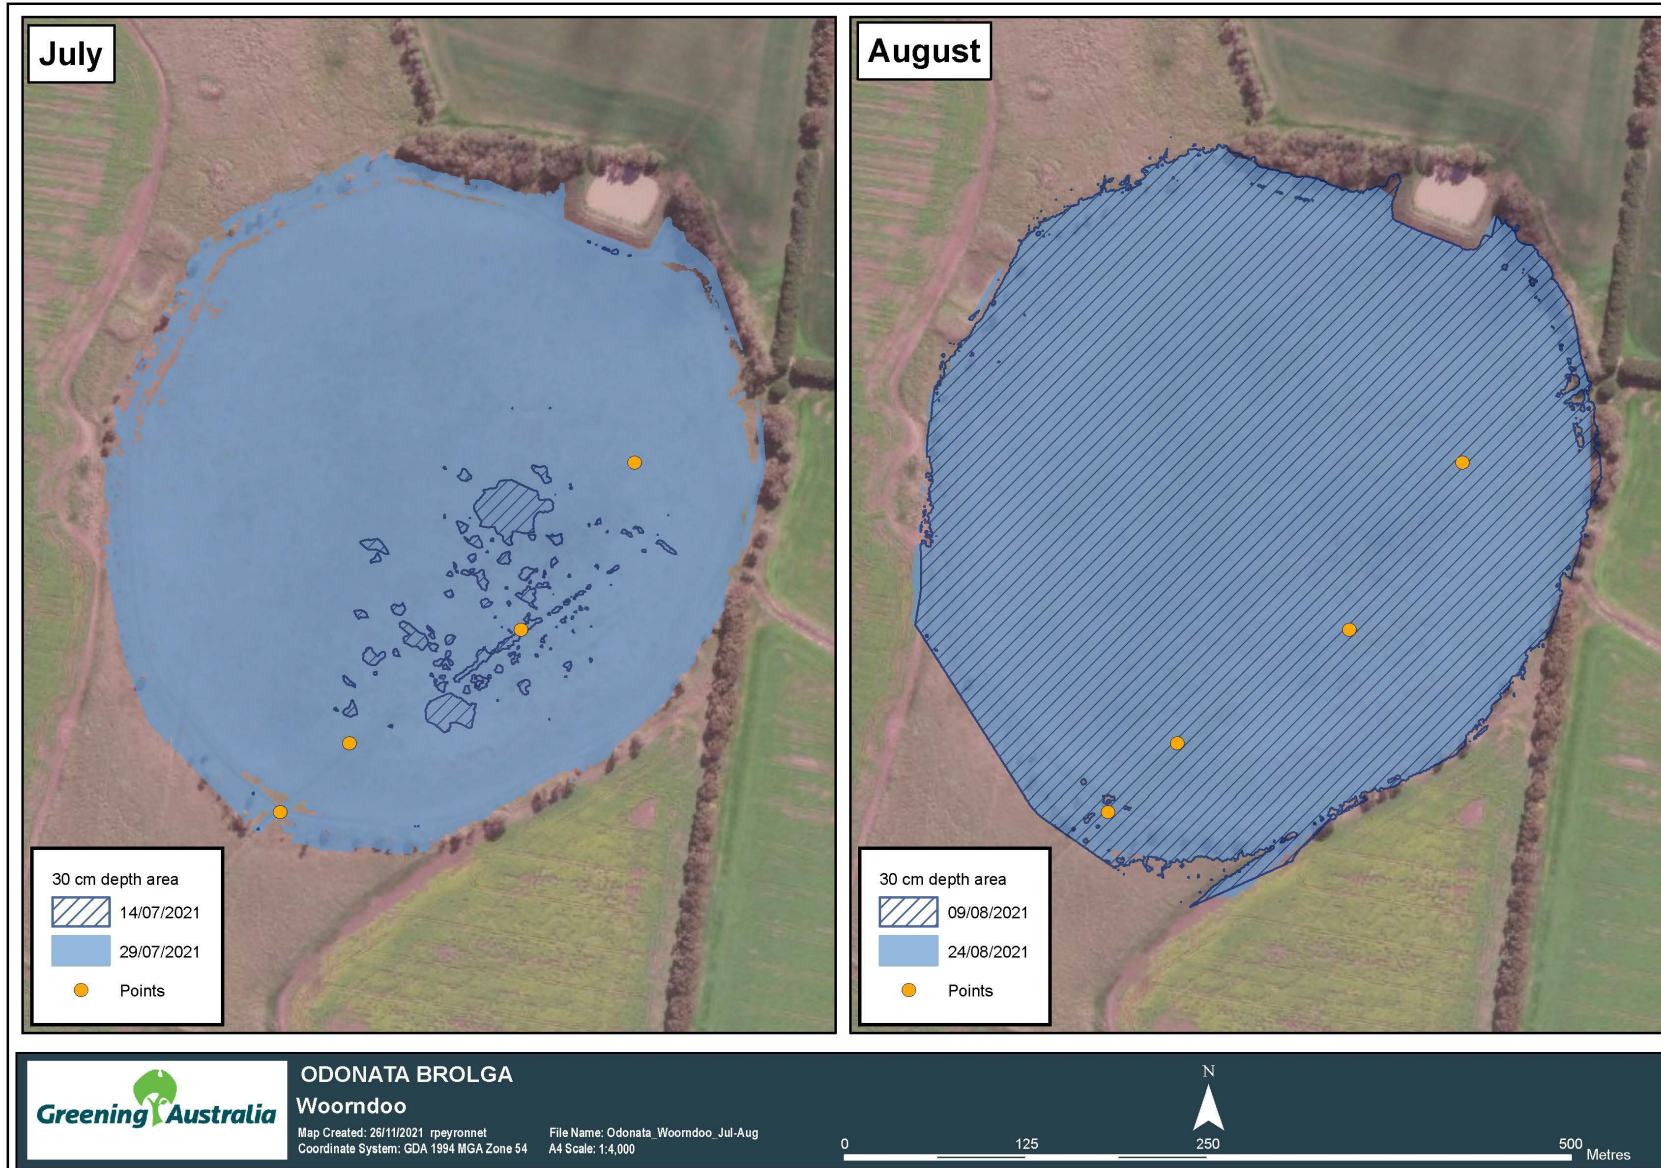 July
30 cm depth area
14/07/2021
29/07/2021
Points
August
30 cm depth area
09/08/2021
24/08/2021
Points
Greening Australia
ODONATA BROLGA
Woorndoo
Map Created: 26/11/2021 rpeyronnet
Coordinate System: GDA 1994 MGA Zone 54
File Name: Odonata_Woorndoo_Jul-Aug
A4 Scale: 1:4,000
N
0 125 250 500 Metres